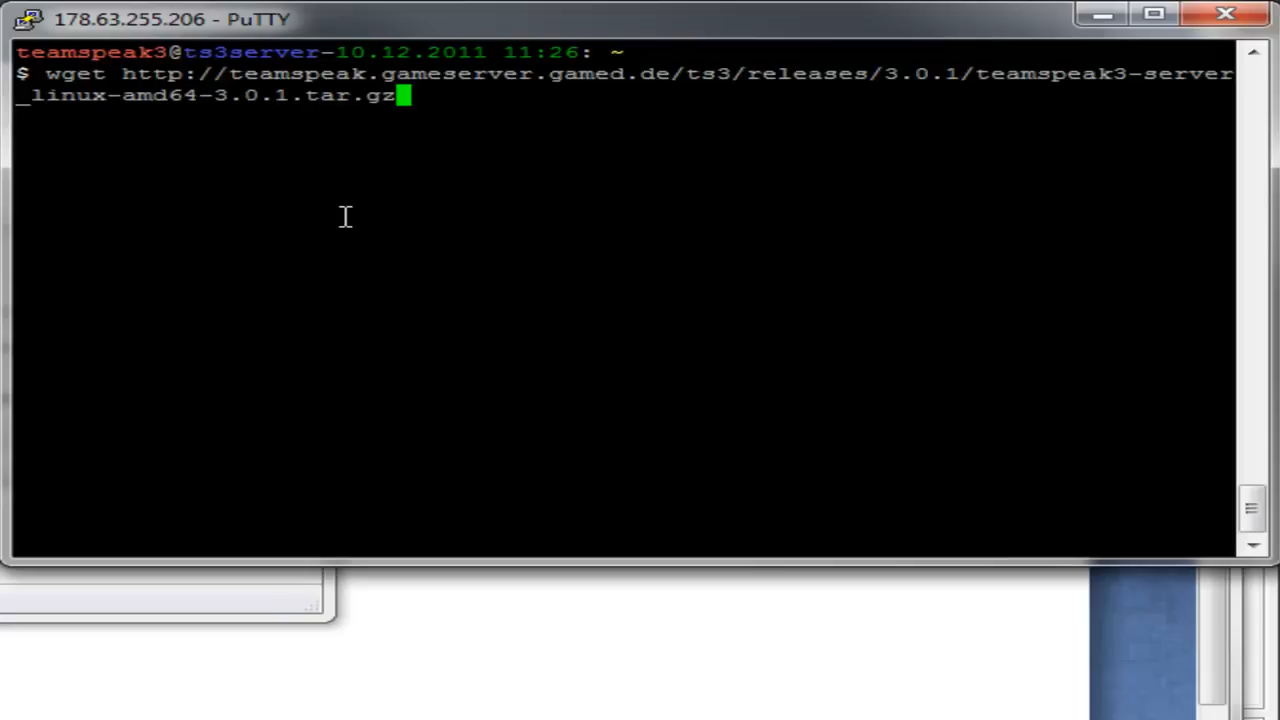 178.63.255.206 - PuTTY
teamspeak3@ts3server-10.12.2011 11:26: ~
$ wget http://teamspeak.gameserver.gamed.de/ts3/releases/3.0.1/teamspeak3-server
_linux-amd64-3.0.1.tar.gz